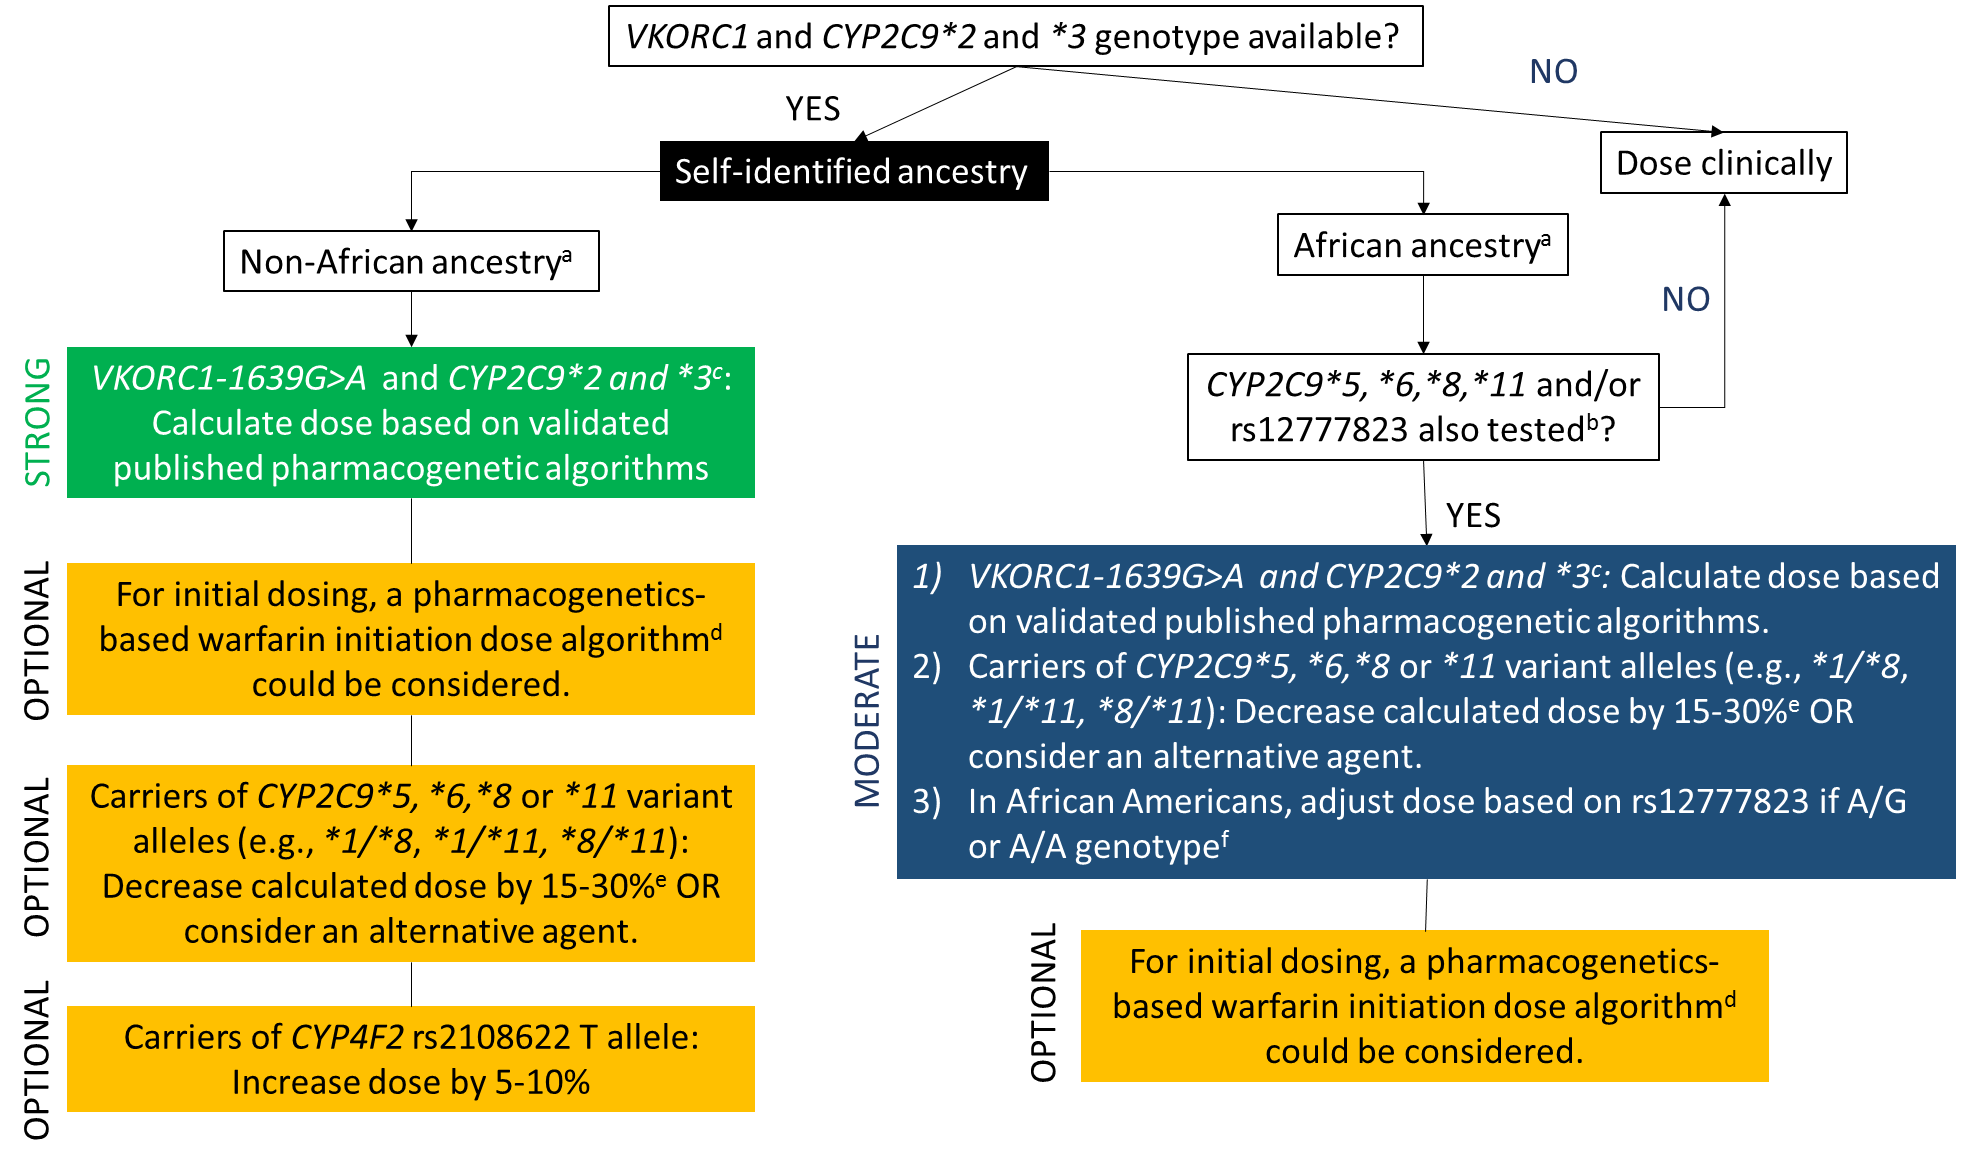 VKORC1 and CYP2C9*2 and *3 genotype available?
NO
YES
Self-identified ancestry
Dose clinically
Non-African ancestryᵃ
African ancestryᵃ
NO
STRONG
VKORC1-1639G>A and CYP2C9*2 and *3ᶜ:
Calculate dose based on validated
published pharmacogenetic algorithms
CYP2C9*5, *6,*8,*11 and/or
rs12777823 also testedᵇ?
YES
OPTIONAL
For initial dosing, a pharmacogenetics-
based warfarin initiation dose algorithmᵈ
could be considered.
OPTIONAL
Carriers of CYP2C9*5, *6,*8 or *11 variant
alleles (e.g., *1/*8, *1/*11, *8/*11):
Decrease calculated dose by 15-30%ᵉ OR
consider an alternative agent.
OPTIONAL
Carriers of CYP4F2 rs2108622 T allele:
Increase dose by 5-10%
MODERATE
1) VKORC1-1639G>A and CYP2C9*2 and *3ᶜ: Calculate dose based
on validated published pharmacogenetic algorithms.
2) Carriers of CYP2C9*5, *6,*8 or *11 variant alleles (e.g., *1/*8,
*1/*11, *8/*11): Decrease calculated dose by 15-30%ᵉ OR
consider an alternative agent.
3) In African Americans, adjust dose based on rs12777823 if A/G
or A/A genotypeᶠ
OPTIONAL
For initial dosing, a pharmacogenetics-
based warfarin initiation dose algorithmᵈ
could be considered.